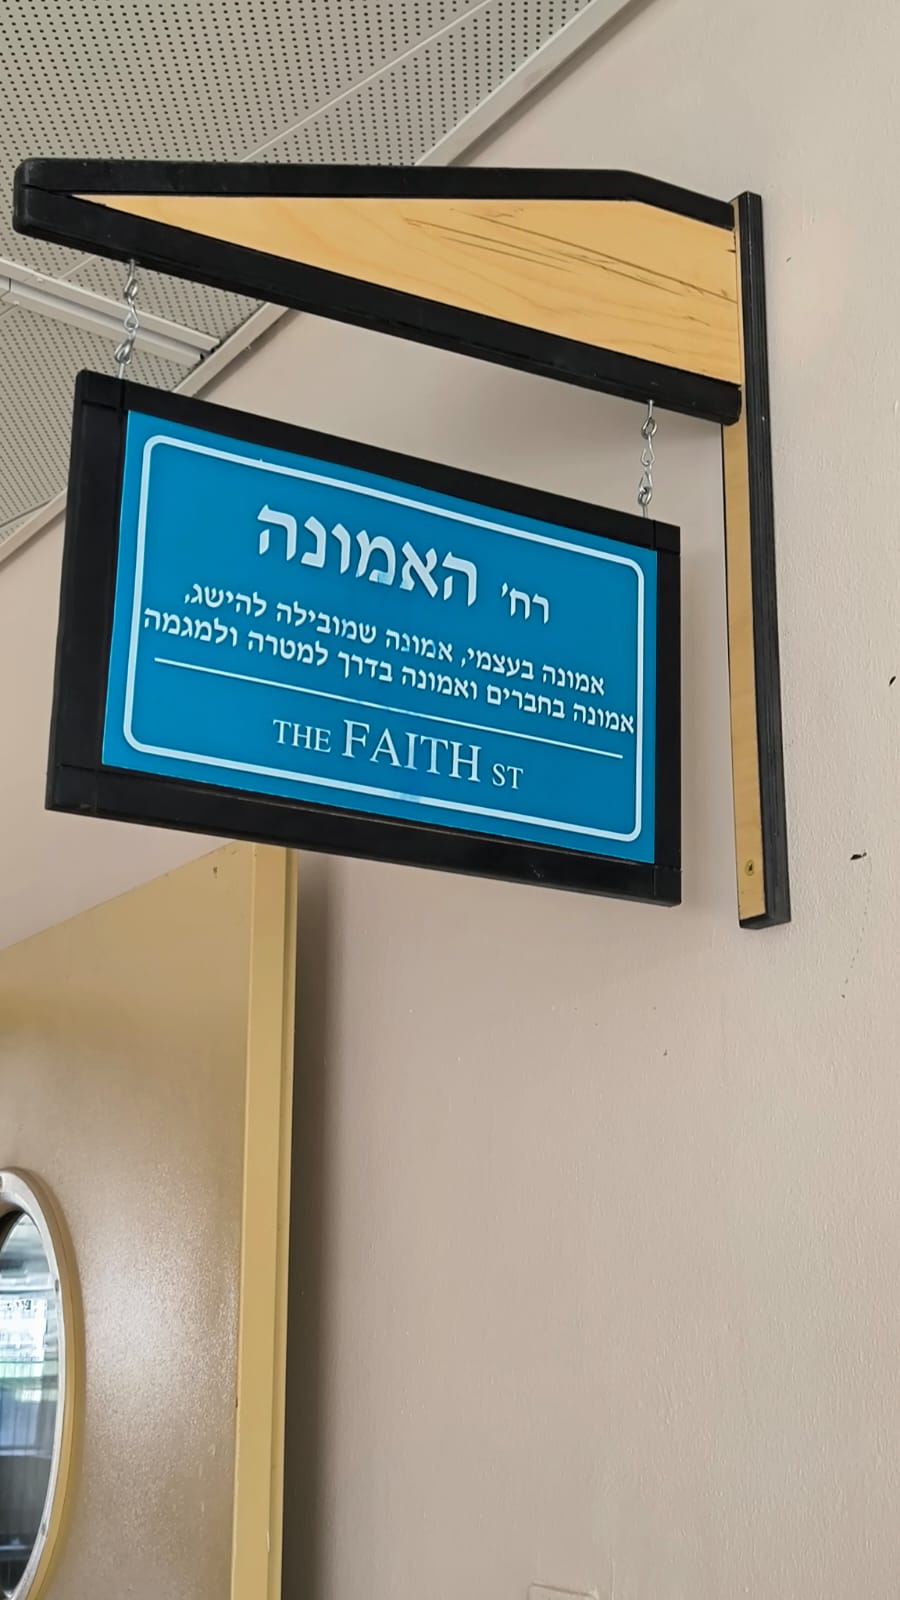 רח' האמונה
אמונה בעצמי, אמונה שמובילה להישג,
אמונה בחברים ואמונה בדרך למטרה ולמגמה
THE FAITH ST